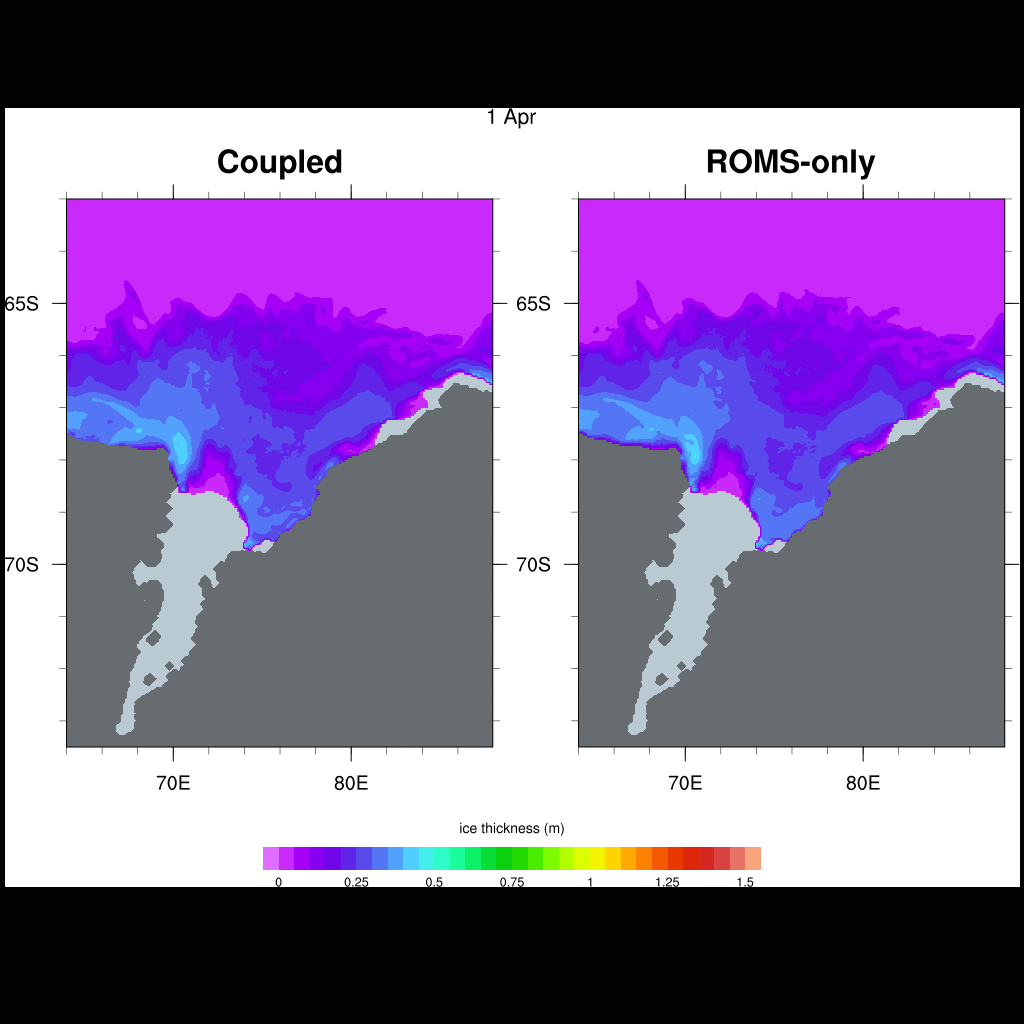 1 Apr
Coupled
ROMS-only
65S
65S
70S
70S
70E
80E
70E
80E
ice thickness (m)
0
0.25
0.5
0.75
1
1.25
1.5